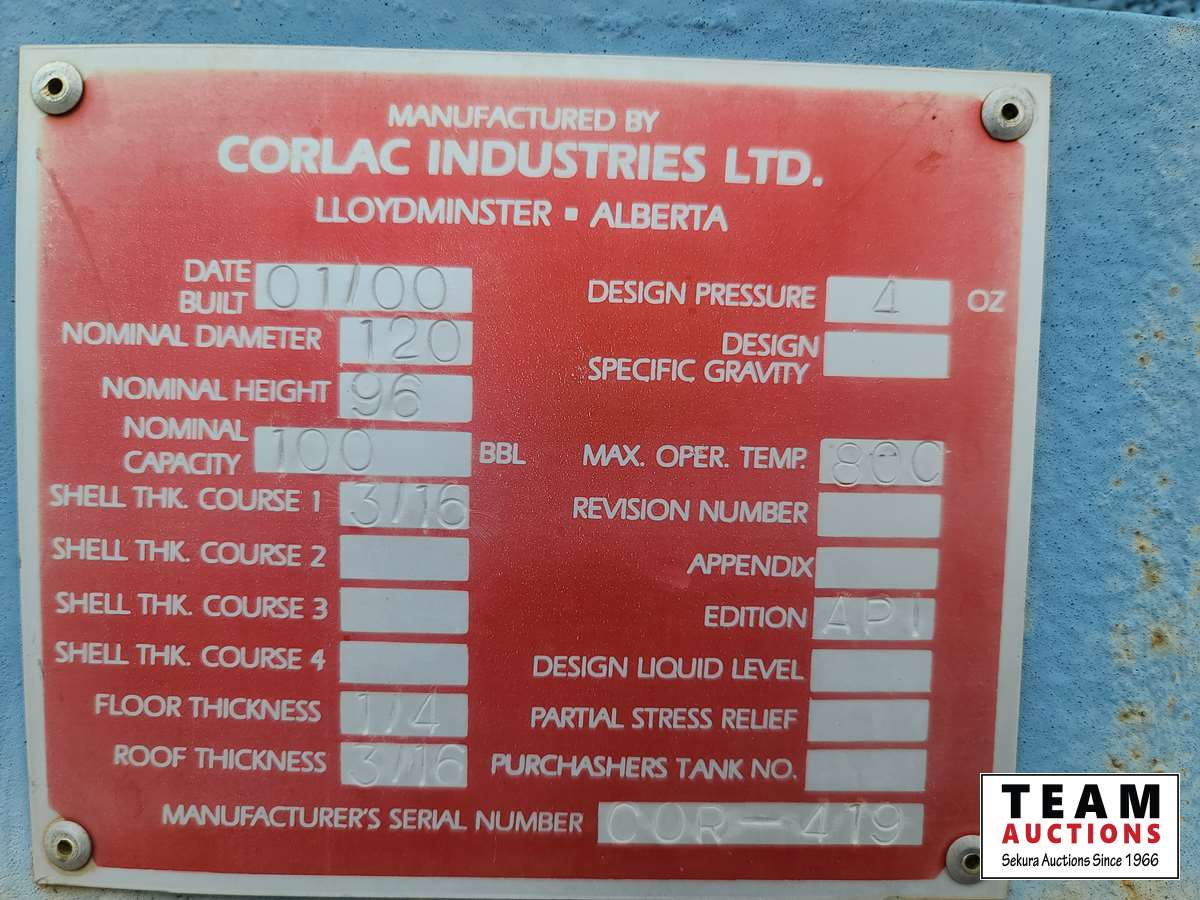 MANUFACTURED BY
CORLAC INDUSTRIES LTD.
LLOYDMINSTER ▪ ALBERTA
DATE BUILT 01/00
NOMINAL DIAMETER 120
NOMINAL HEIGHT 96
NOMINAL CAPACITY 100 BBL
SHELL THK. COURSE 1 3/16
SHELL THK. COURSE 2
SHELL THK. COURSE 3
SHELL THK. COURSE 4
FLOOR THICKNESS 1/4
ROOF THICKNESS 3/16
DESIGN PRESSURE 4 OZ
DESIGN SPECIFIC GRAVITY
MAX. OPER. TEMP.
REVISION NUMBER
APPENDIX
EDITION API
DESIGN LIQUID LEVEL
PARTIAL STRESS RELIEF
PURCHASHERS TANK NO.
MANUFACTURER'S SERIAL NUMBER COR-419
TEAM
AUCTIONS
Sekura Auctions Since 1966